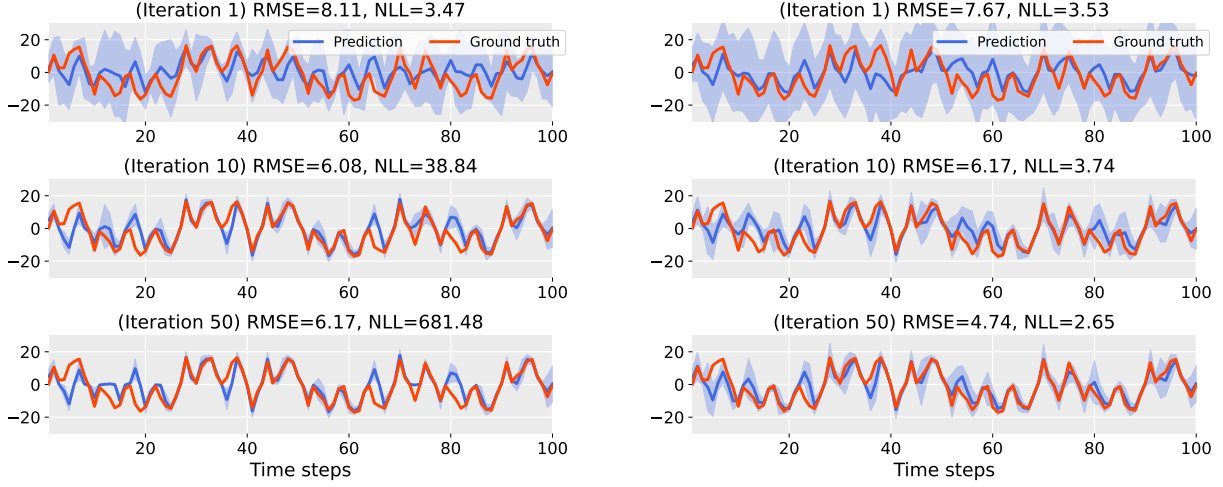 (Iteration 1) RMSE=8.11, NLL=3.47
20
0
−20
Prediction
Ground truth
20 40 60 80 100
(Iteration 10) RMSE=6.08, NLL=38.84
20
0
−20
20 40 60 80 100
(Iteration 50) RMSE=6.17, NLL=681.48
20
0
−20
20 40 60 80 100
Time steps
(Iteration 1) RMSE=7.67, NLL=3.53
20
0
−20
Prediction
Ground truth
20 40 60 80 100
(Iteration 10) RMSE=6.17, NLL=3.74
20
0
−20
20 40 60 80 100
(Iteration 50) RMSE=4.74, NLL=2.65
20
0
−20
20 40 60 80 100
Time steps